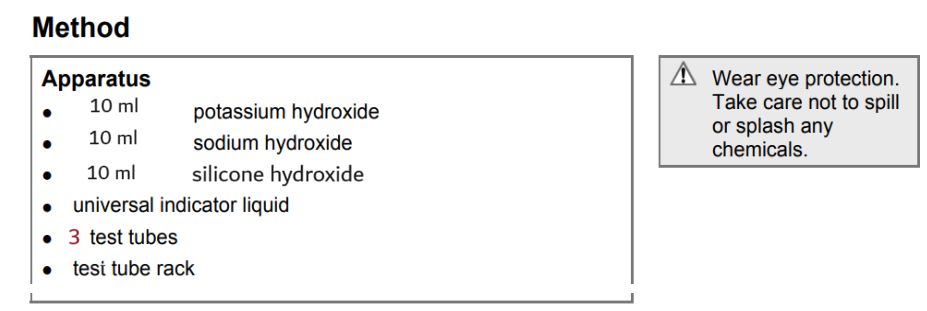 Method
Apparatus
• 10 ml potassium hydroxide
• 10 ml sodium hydroxide
• 10 ml silicone hydroxide
• universal indicator liquid
• 3 test tubes
• test tube rack
Wear eye protection.
Take care not to spill
or splash any
chemicals.